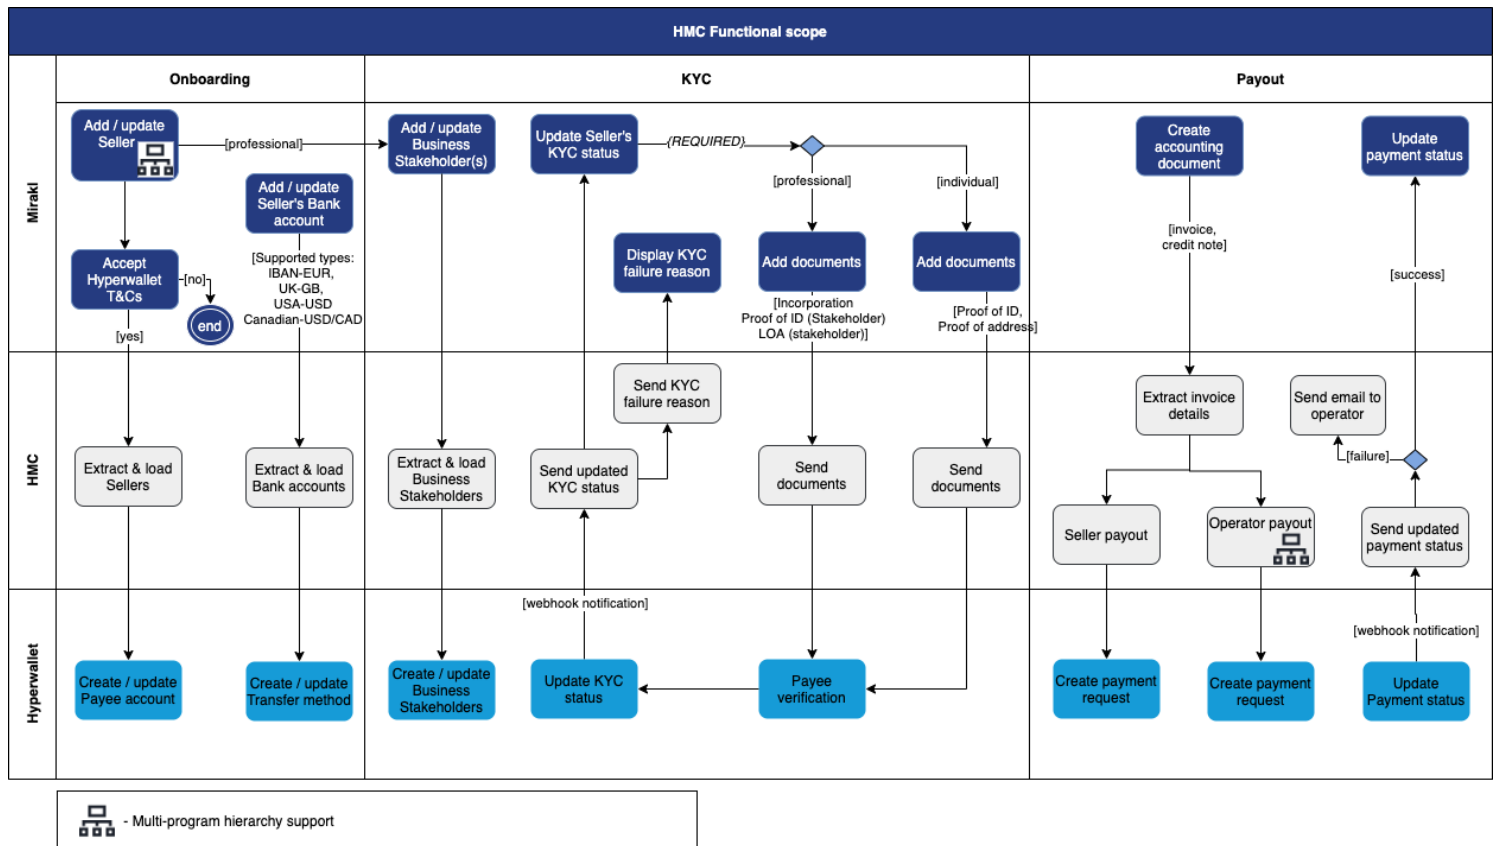 HMC Functional scope
Onboarding
KYC
Payout
Mirakl
Add / update
Seller
[professional]
Add / update
Seller's Bank
account
Accept
Hyperwallet
T&Cs
[no]
end
[yes]
[Supported types:
IBAN-EUR,
UK-GB,
USA-USD
Canadian-USD/CAD
Add / update
Business
Stakeholder(s)
Update Seller's
KYC status
{REQUIRED}
[professional]
[individual]
Display KYC
failure reason
Add documents
Add documents
[Incorporation
Proof of ID (Stakeholder)
LOA (stakeholder)]
[Proof of ID,
Proof of address]
Create
accounting
document
[invoice,
credit note]
Update
payment status
[success]
HMC
Extract & load
Sellers
Extract & load
Bank accounts
Extract & load
Business
Stakeholders
Send updated
KYC status
Send KYC
failure reason
Send
documents
Send
documents
Extract invoice
details
Send email to
operator
[failure]
Seller payout
Operator payout
Send updated
payment status
Hyperwallet
[webhook notification]
[webhook notification]
Create / update
Payee account
Create / update
Transfer method
Create / update
Business
Stakeholders
Update KYC
status
Payee
verification
Create payment
request
Create payment
request
Update
Payment status
- Multi-program hierarchy support